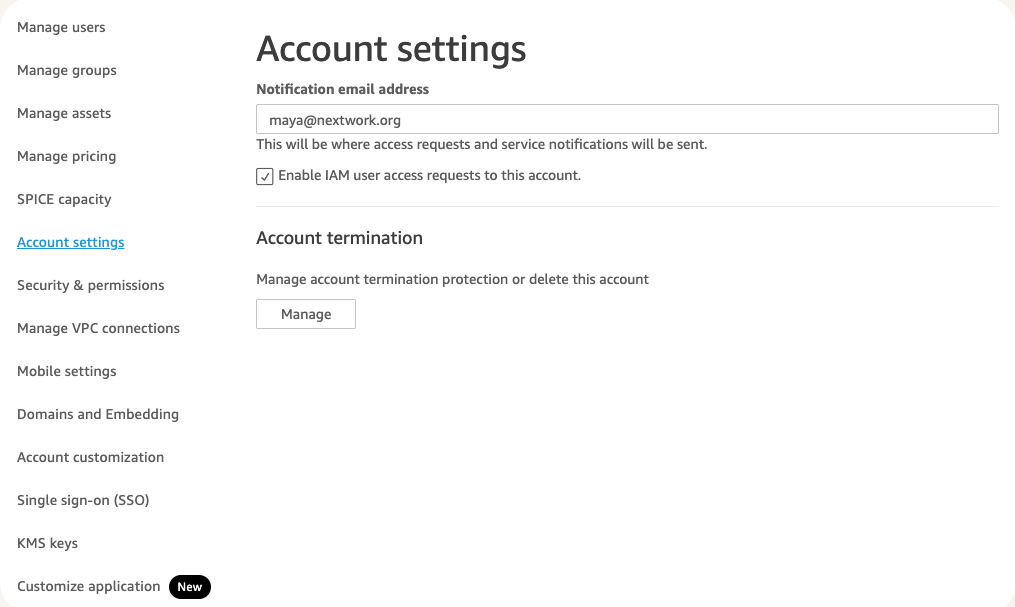 Manage users
Manage groups
Manage assets
Manage pricing
SPICE capacity
Account settings
Security & permissions
Manage VPC connections
Mobile settings
Domains and Embedding
Account customization
Single sign-on (SSO)
KMS keys
Customize application New
Account settings
Notification email address
maya@nextwork.org
This will be where access requests and service notifications will be sent.
Enable IAM user access requests to this account.
Account termination
Manage account termination protection or delete this account
Manage